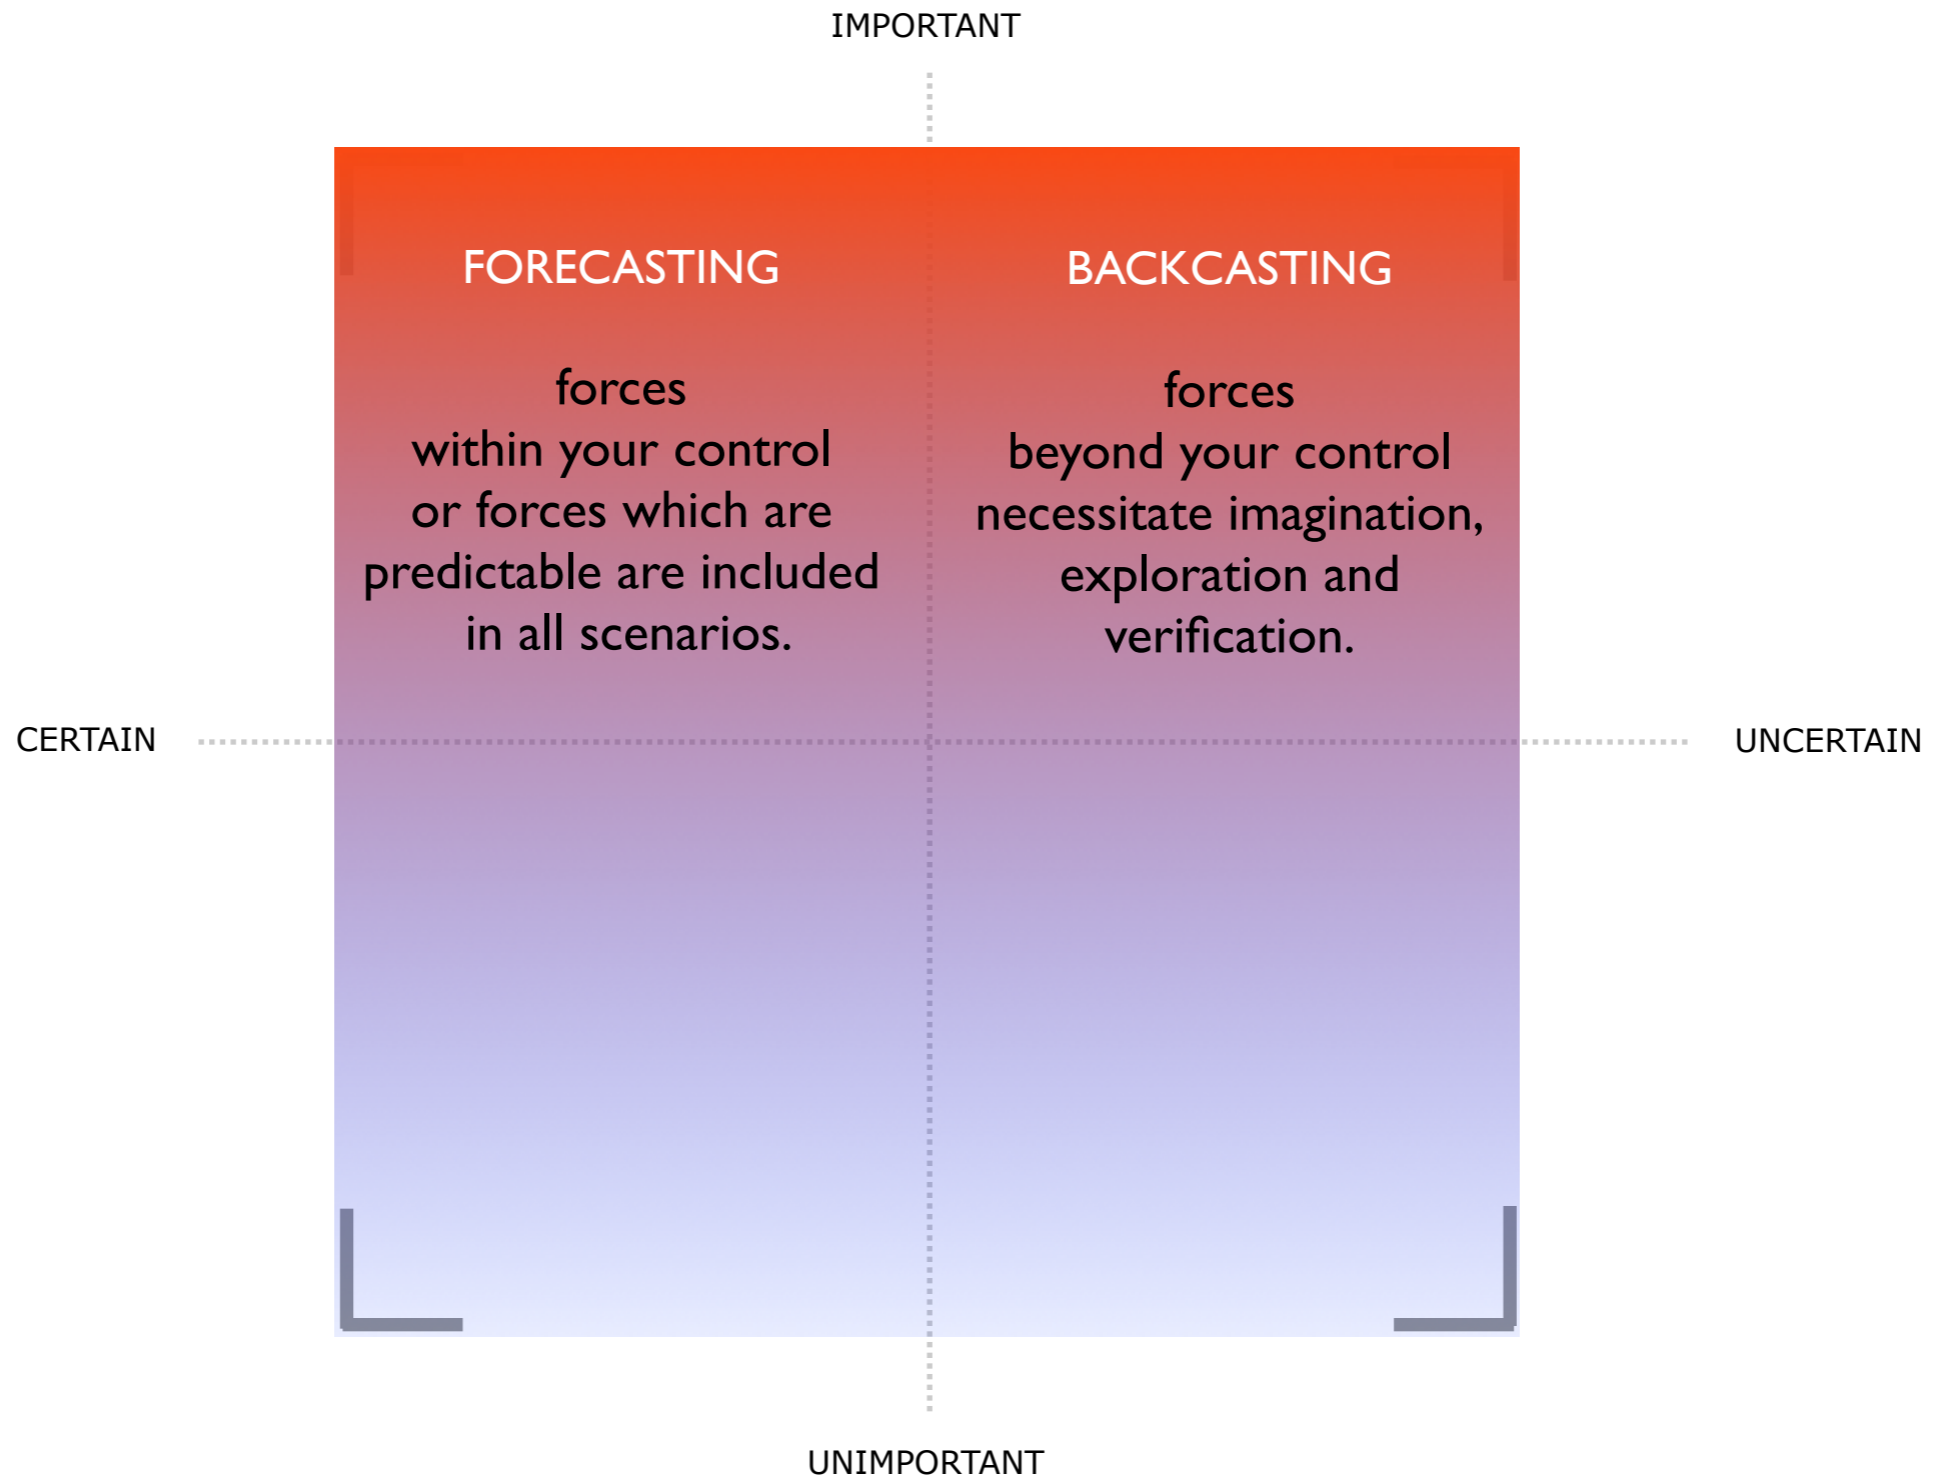 IMPORTANT
FORECASTING
forces
within your control
or forces which are
predictable are included
in all scenarios.
BACKCASTING
forces
beyond your control
necessitate imagination,
exploration and
verification.
CERTAIN
UNCERTAIN
UNIMPORTANT